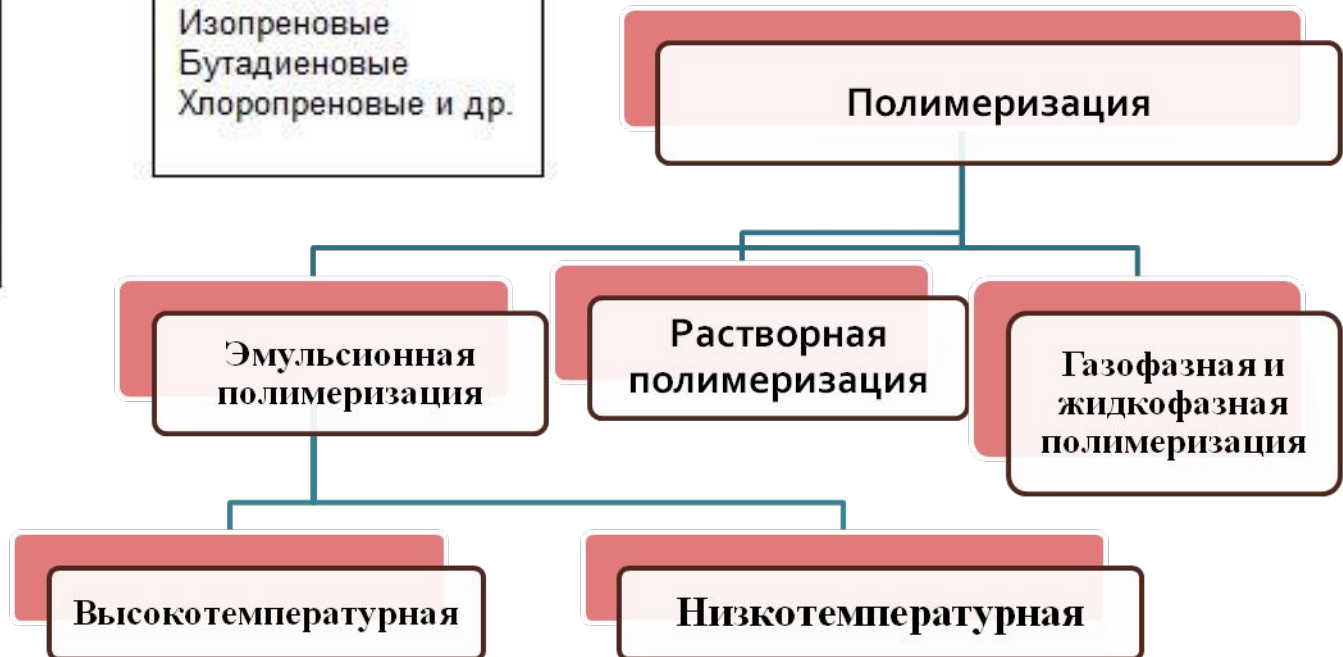 Изопреновые
Бутадиеновые
Хлоропреновые и др.
Полимеризация
Эмульсионная
полимеризация
Растворная
полимеризация
Газофазная и
жидкофазная
полимеризация
Высокотемпературная
Низкотемпературная